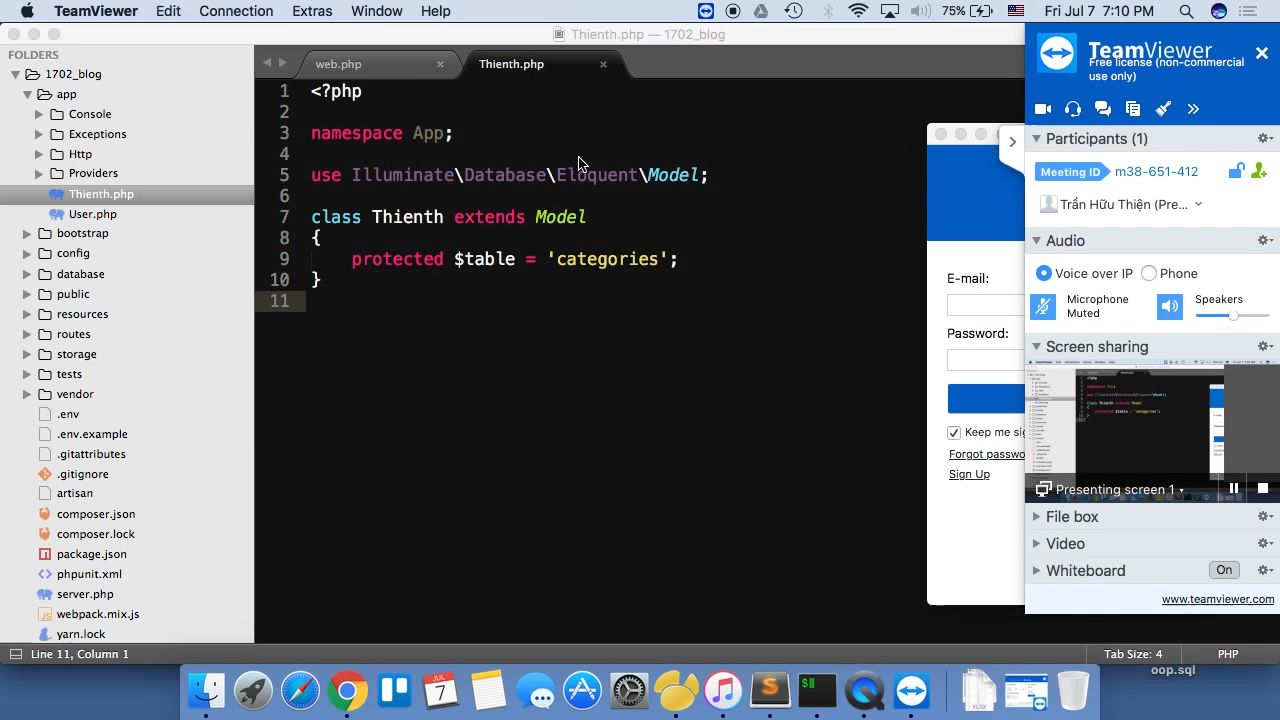 TeamViewer Edit Connection Extras Window Help 75% Fri Jul 7 7:10 PM
Thienth.php — 1702_blog
FOLDERS
1702_blog
app
Console
Exceptions
Http
Providers
Thienth.php
User.php
bootstrap
config
database
public
resources
routes
storage
tests
vendor
.env
.env.example
.gitattributes
.gitignore
artisan
composer.json
composer.lock
package.json
phpunit.xml
server.php
webpack.mix.js
yarn.lock
web.php × Thienth.php ×
1 <?php
2
3 namespace App;
4
5 use Illuminate\Database\Eloquent\Model;
6
7 class Thienth extends Model
8 {
9 protected $table = 'categories';
10 }
11
E-mail:
Password:
Keep me sig
Forgot passwo
Sign Up
TeamViewer
Free license (non-commercial
use only)
Participants (1)
Meeting ID m38-651-412
Trần Hữu Thiện (Pre...
Audio
Voice over IP Phone
Microphone
Muted
Speakers
Screen sharing
Presenting screen 1
File box
Video
Whiteboard On
www.teamviewer.com
Line 11, Column 1 Tab Size: 4 PHP
oop.sql
JUL
7
XLSX